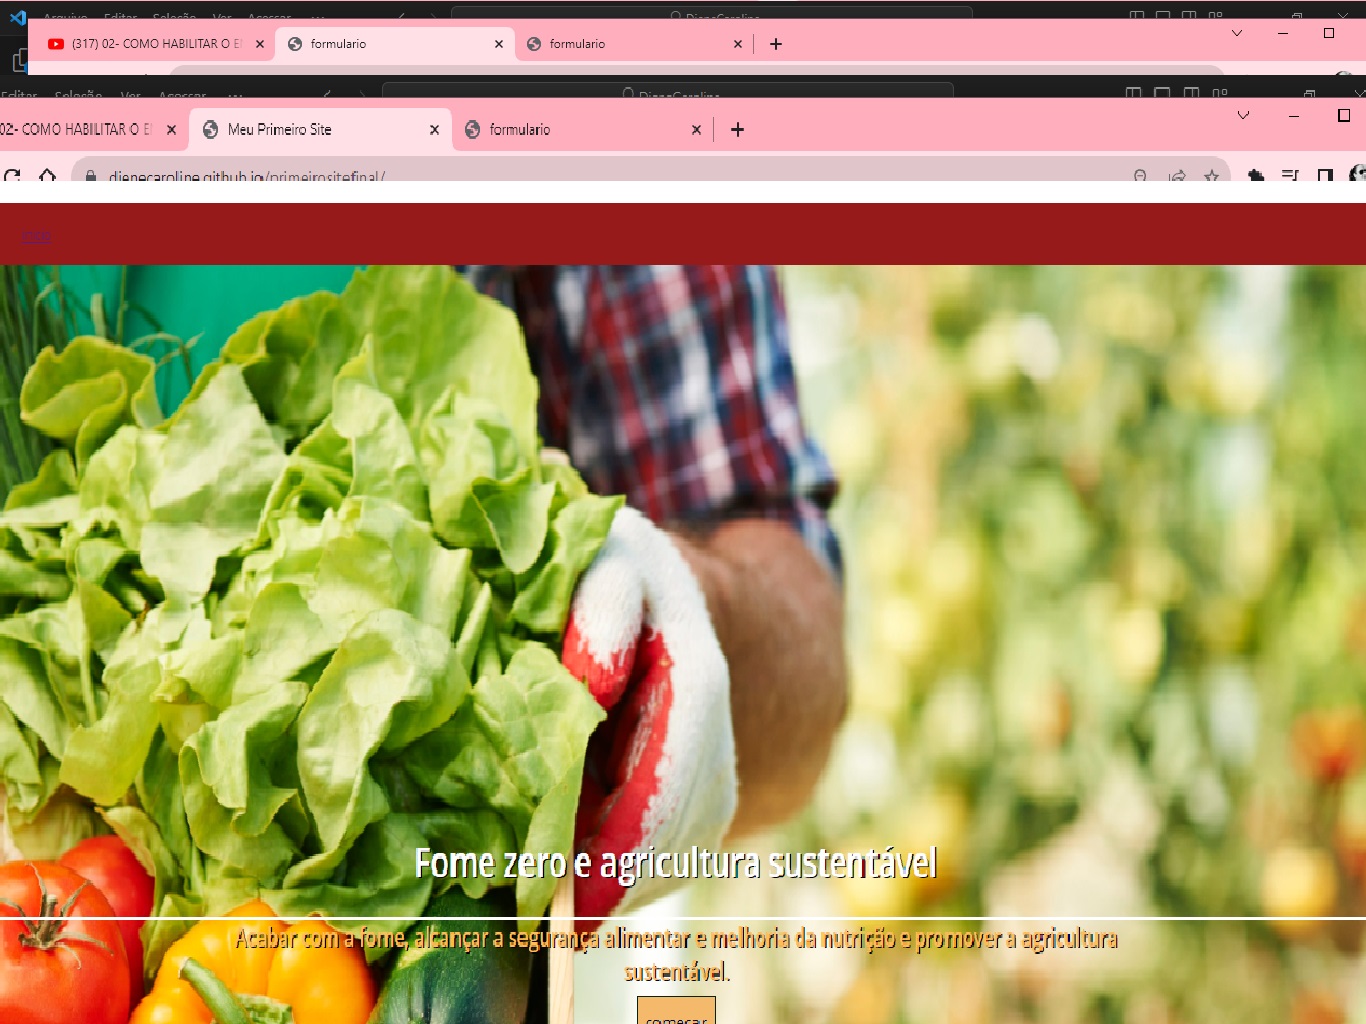 Arquivo Editar Seleção Ver Acessar ... DieneCaroline
(317) 02- COMO HABILITAR O E
formulario
formulario
Editar Seleção Ver Acessar ... DieneCaroline
02- COMO HABILITAR O E
Meu Primeiro Site
formulario
dienecaroline.github.io/primeirositefinal/
Fome zero e agricultura sustentável
Acabar com a fome, alcançar a segurança alimentar e melhoria da nutrição e promover a agricultura
sustentável.
começar